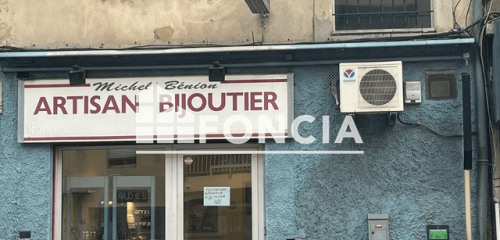 Michel Bénion
ARTISAN BIJOUTIER
FONCIA